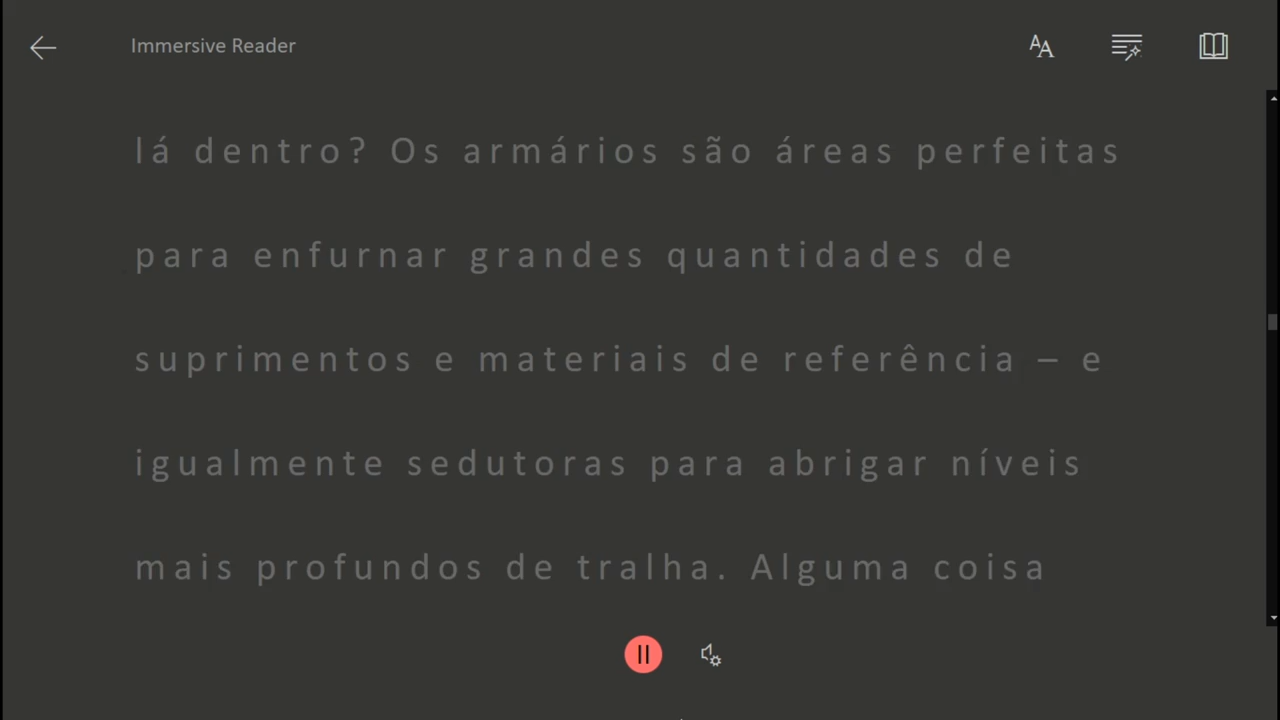 Immersive Reader
lá dentro? Os armários são áreas perfeitas
para enfurnar grandes quantidades de
suprimentos e materiais de referência – e
igualmente sedutoras para abrigar níveis
mais profundos de tralha. Alguma coisa